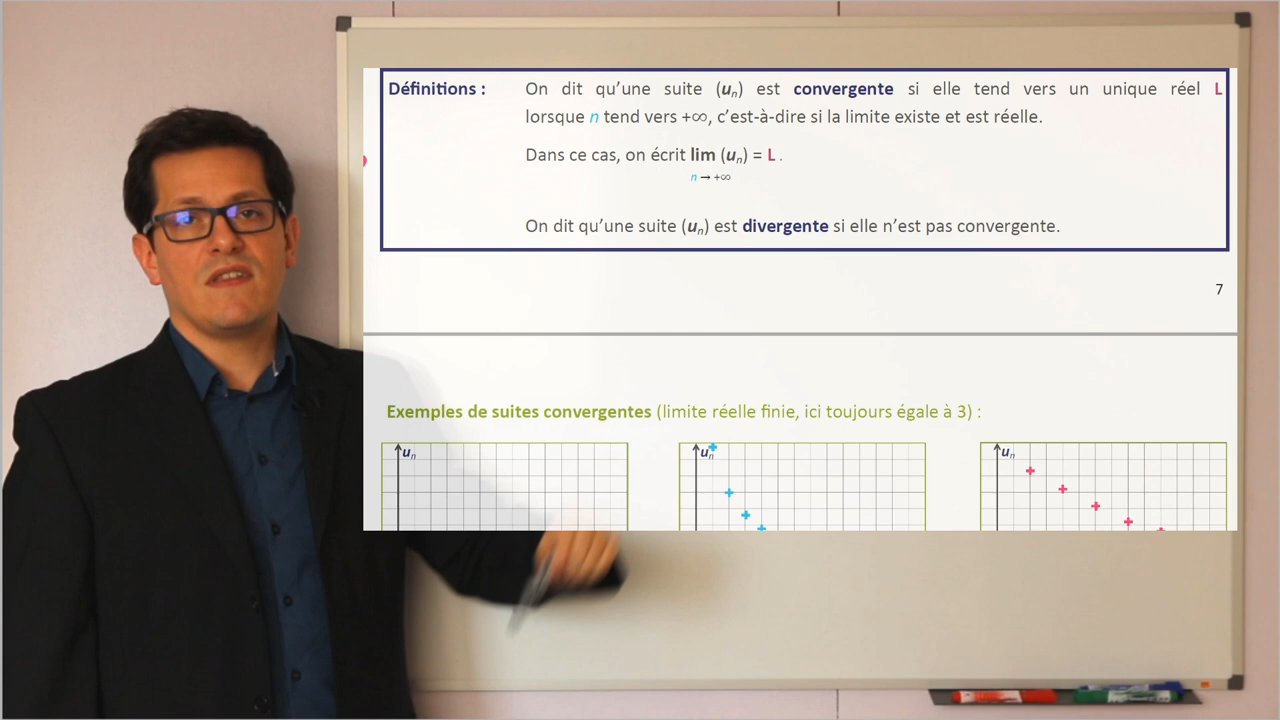 Définitions :
On dit qu’une suite (uₙ) est convergente si elle tend vers un unique réel L
lorsque n tend vers +∞, c’est-à-dire si la limite existe et est réelle.
Dans ce cas, on écrit lim (uₙ) = L .
n → +∞
On dit qu’une suite (uₙ) est divergente si elle n’est pas convergente.
7
Exemples de suites convergentes (limite réelle finie, ici toujours égale à 3) :
uₙ
uₙ
uₙ